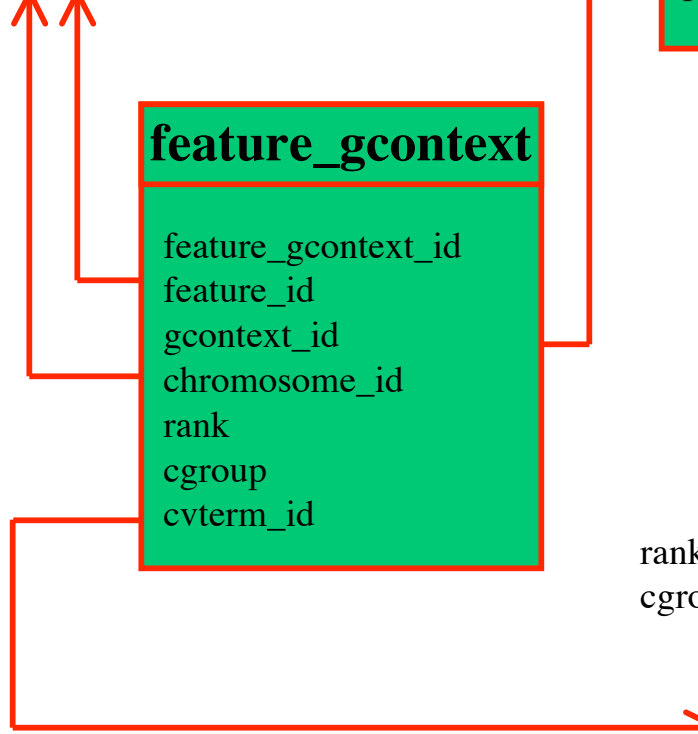 feature_gcontext
feature_gcontext_id
feature_id
gcontext_id
chromosome_id
rank
cgroup
cvterm_id